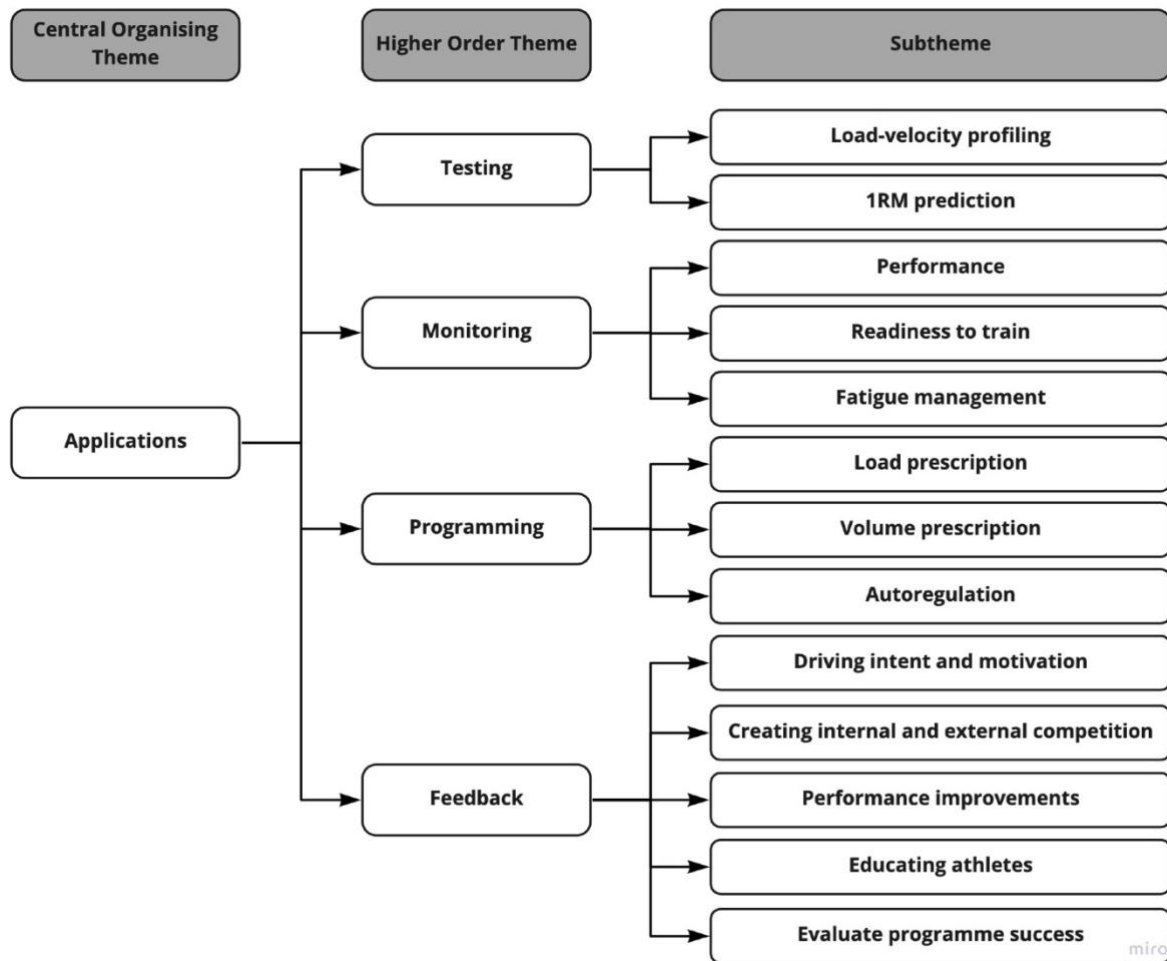 Central Organising
Theme
Higher Order Theme
Subtheme
Applications
Testing
Load-velocity profiling
1RM prediction
Monitoring
Performance
Readiness to train
Fatigue management
Programming
Load prescription
Volume prescription
Autoregulation
Feedback
Driving intent and motivation
Creating internal and external competition
Performance improvements
Educating athletes
Evaluate programme success
miro